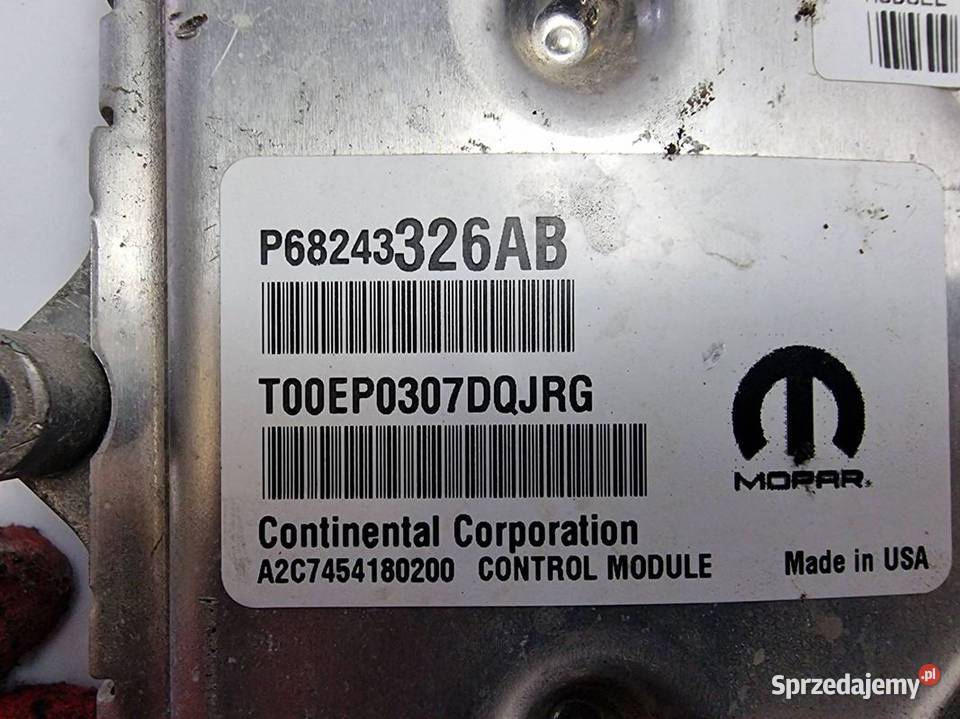 P68243326AB
T00EP0307DQJRG
MOPAR
Continental Corporation
A2C7454180200 CONTROL MODULE
Made in USA
Sprzedajemy.pl